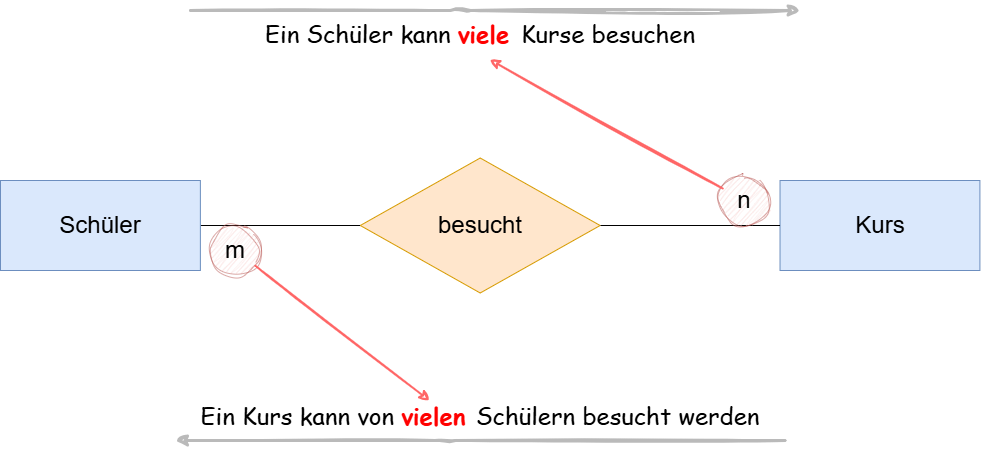 Ein Schüler kann viele Kurse besuchen
n
Schüler
besucht
Kurs
m
Ein Kurs kann von vielen Schülern besucht werden